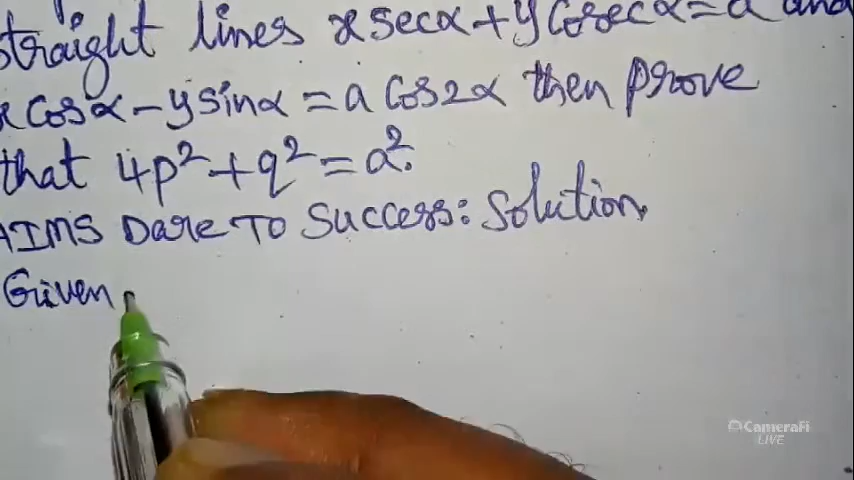 straight lines x secα + y cosecα = a and
x cosα - y sinα = a cos2α then prove
that 4p² + q² = a².
AIMS Dare To Success: Solution.
Given
CameraFi
LIVE